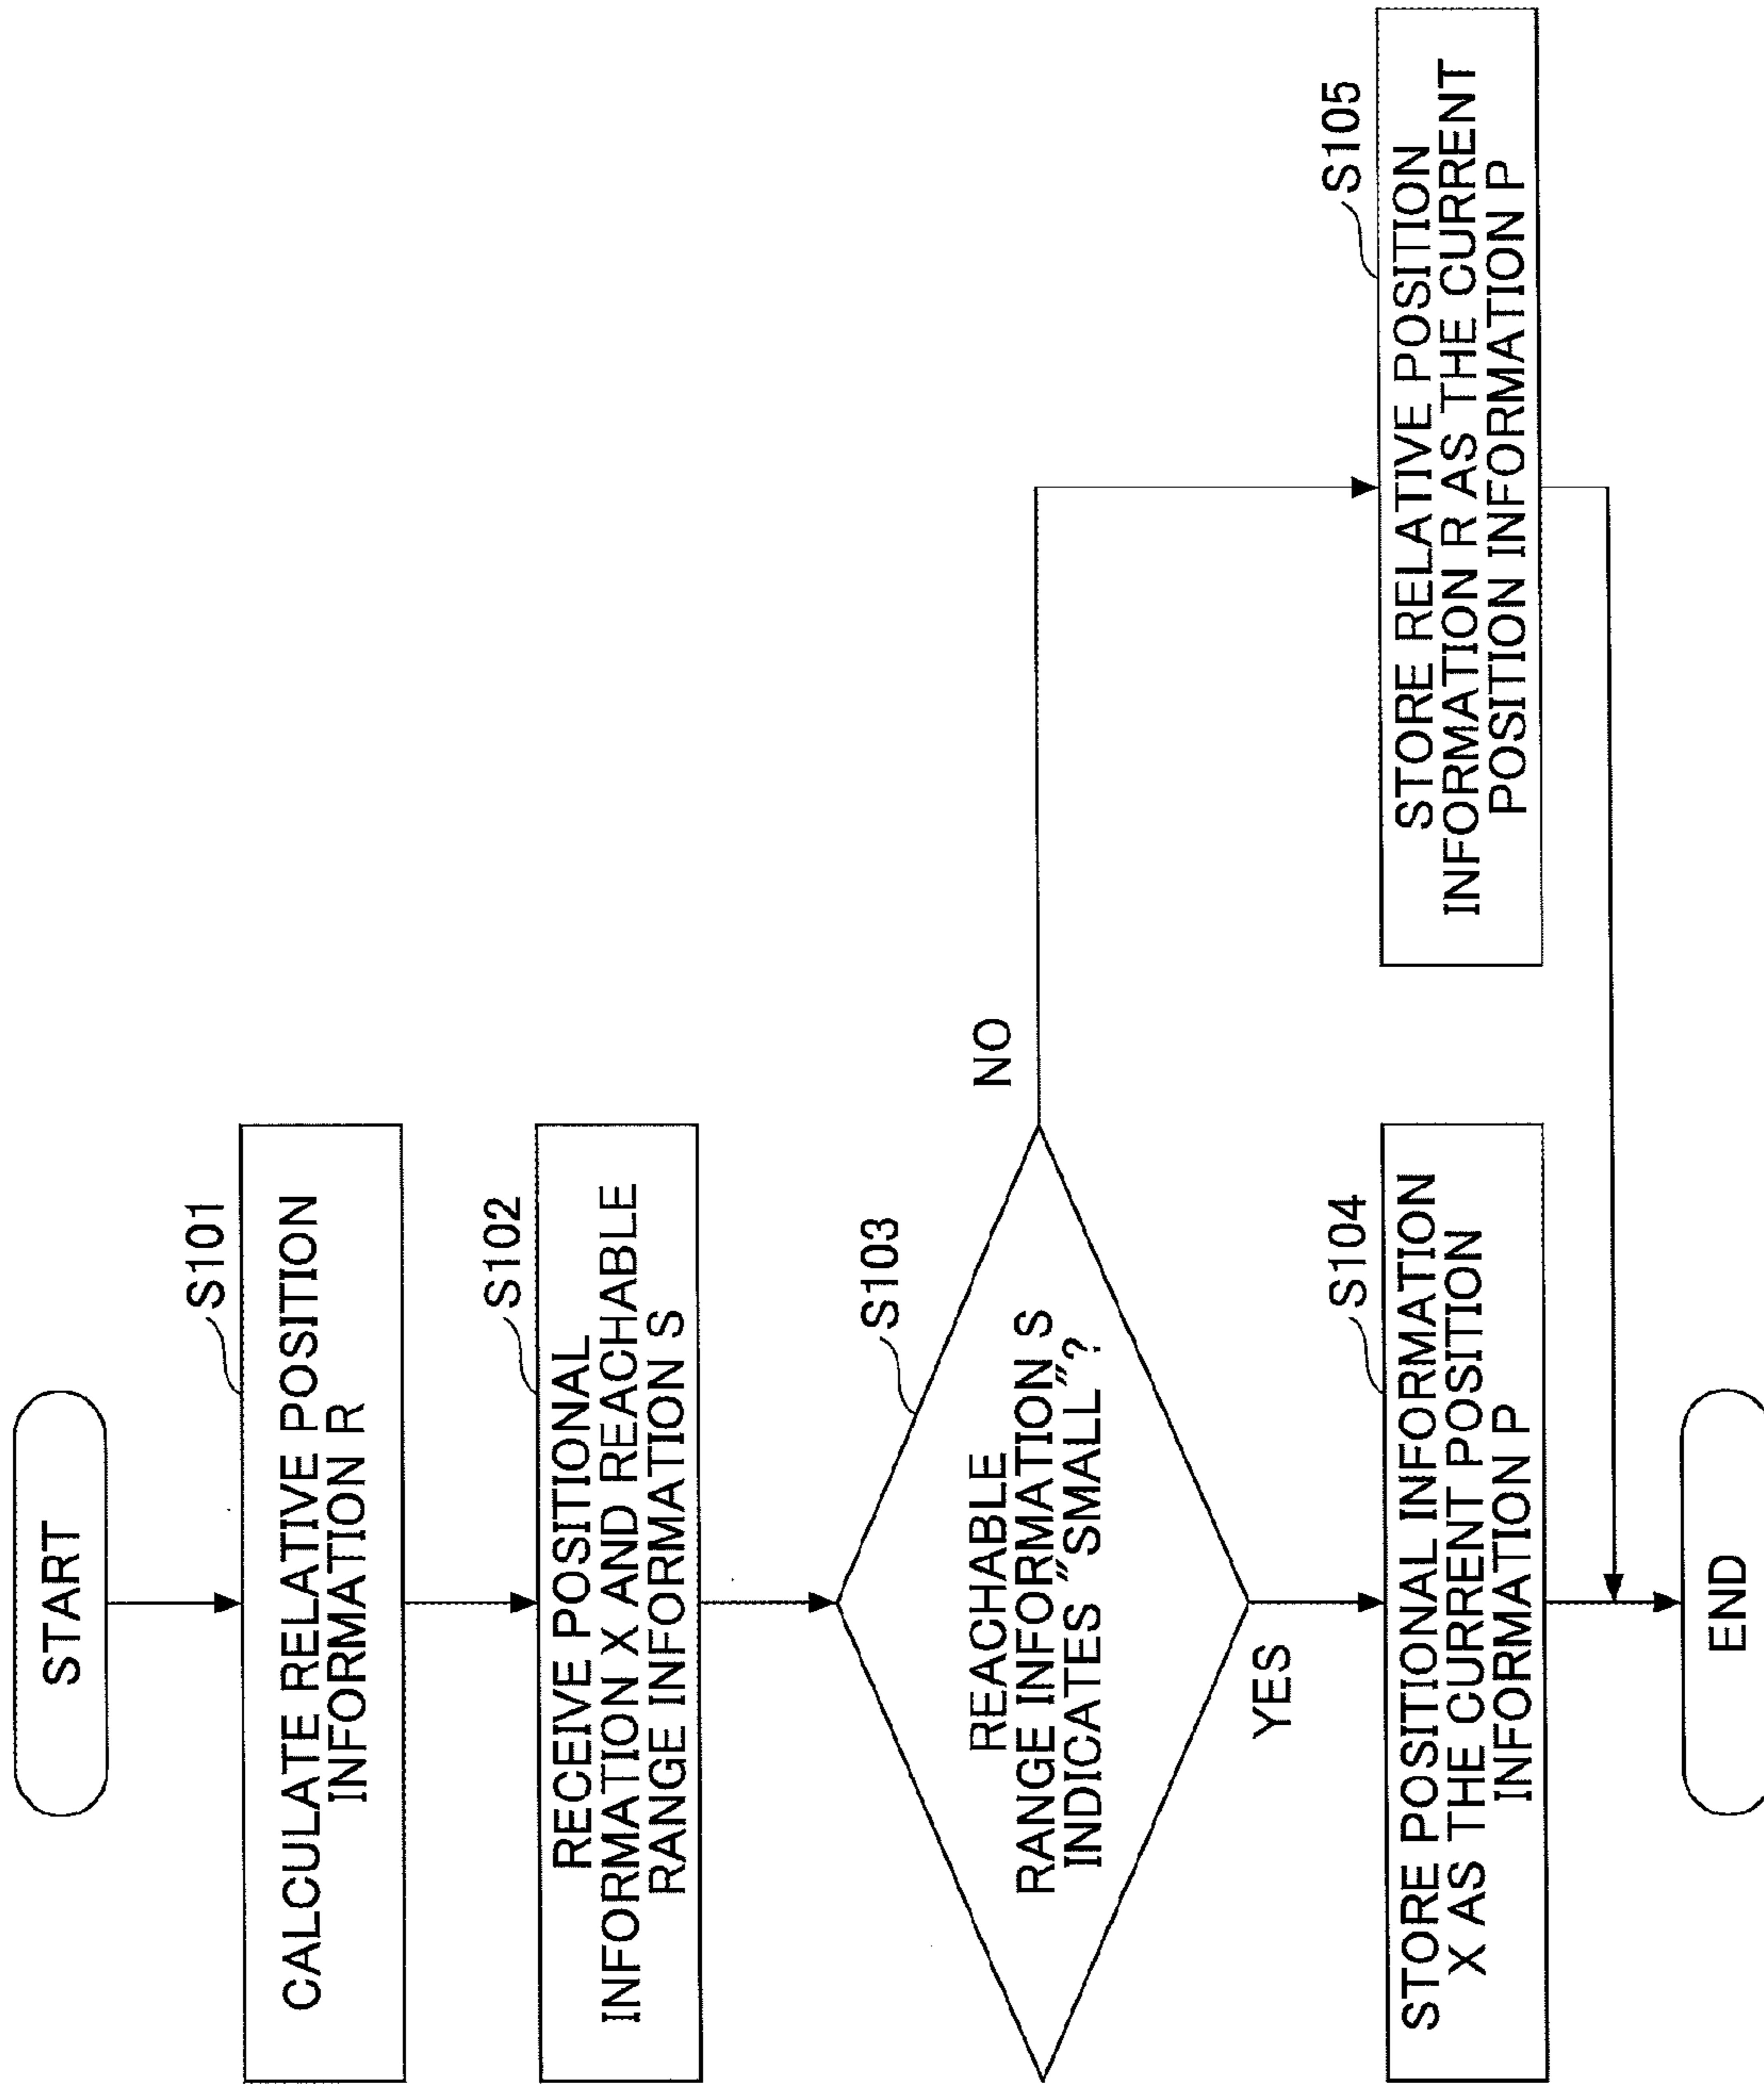 START
S101
CALCULATE RELATIVE POSITION
INFORMATION R
S102
RECEIVE POSITIONAL
INFORMATION X AND REACHABLE
RANGE INFORMATION S
S103
REACHABLE
RANGE INFORMATION S
INDICATES "SMALL"?
NO
YES
S104
STORE POSITIONAL INFORMATION
X AS THE CURRENT POSITION
INFORMATION P
S105
STORE RELATIVE POSITION
INFORMATION R AS THE CURRENT
POSITION INFORMATION P
END